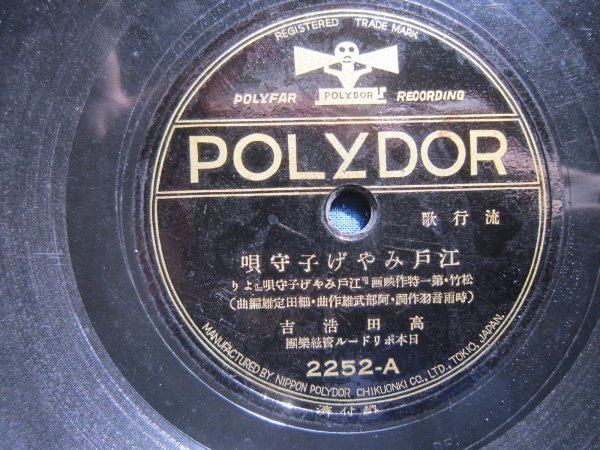 REGISTERED TRADE MARK
POLYDOR
POLYFAR RECORDING
POLYDOR
流行歌
江戸みやげ子守唄
松竹・第一特作映画『江戸みやげ子守唄』より
(時雨音羽作詞・阿部武雄作曲・細田定雄編曲)
高田浩吉
日本ポリドール管絃樂團
2252-A
MANUFACTURED BY NIPPON POLYDOR CHIKUONKI CO., LTD., TOKIO, JAPAN.